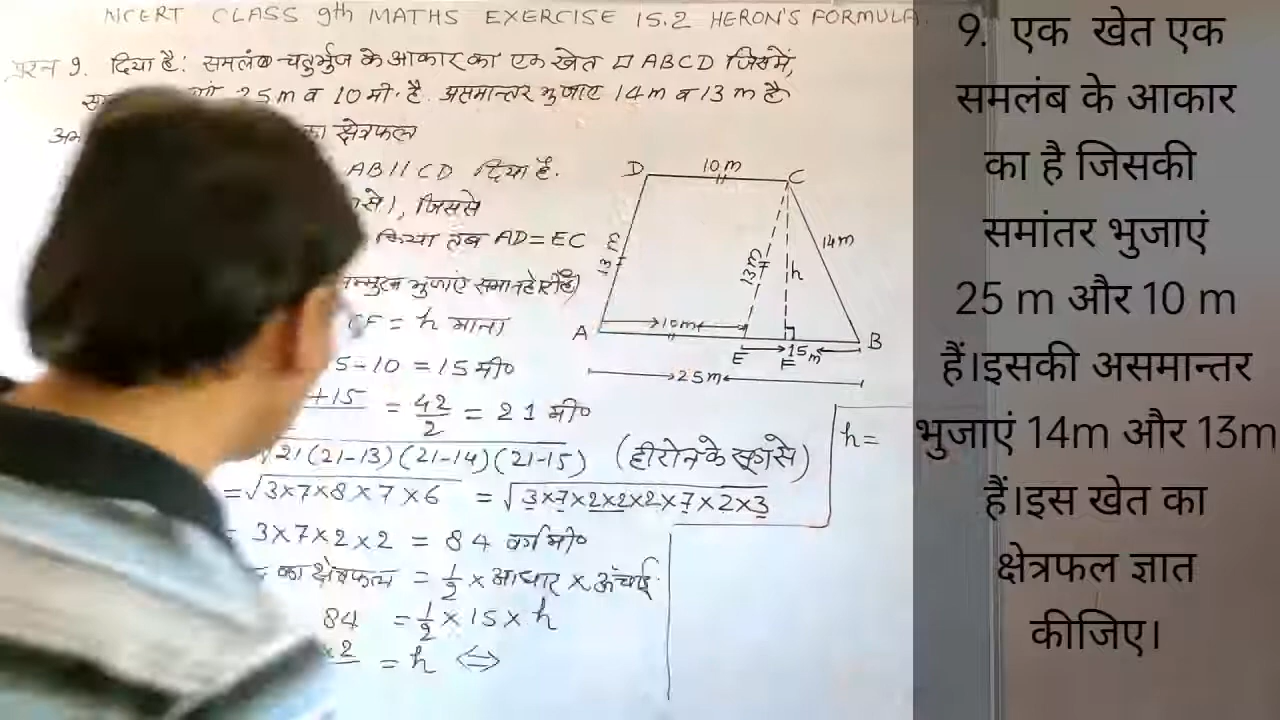 NCERT CLASS 9th MATHS EXERCISE 15.2 HERON'S FORMULA.
प्रश्न 9. दिया है: समलंब चतुर्भुज के आकार का एक खेत □ ABCD जिसमें,
25m व 10 मी. है. असमान्तर भुजाएं 14m व 13 m है
का क्षेत्रफल
AB//CD दिया है.
से), जिससे
किया तब AD=EC
सम्मुख भुजाएं समान होती हैं)
CF = h माना
5-10 = 15 मी०
+15
= 42/2 = 21 मी०
√21(21-13)(21-14)(21-15) (हीरोन के सूत्र से)
=√3×7×8×7×6 = √3×7×2×2×2×7×2×3
= 3×7×2×2 = 84 वर्ग मी०
का क्षेत्रफल = 1/2 × आधार × ऊँचाई
84 = 1/2 × 15 × h
×2 = h ⇔
D 10m C
13m 13m h 14m
A 10m E F 15m B
25m
h=
9. एक खेत एक
समलंब के आकार
का है जिसकी
समांतर भुजाएं
25 m और 10 m
हैं।इसकी असमान्तर
भुजाएं 14m और 13m
हैं।इस खेत का
क्षेत्रफल ज्ञात
कीजिए।